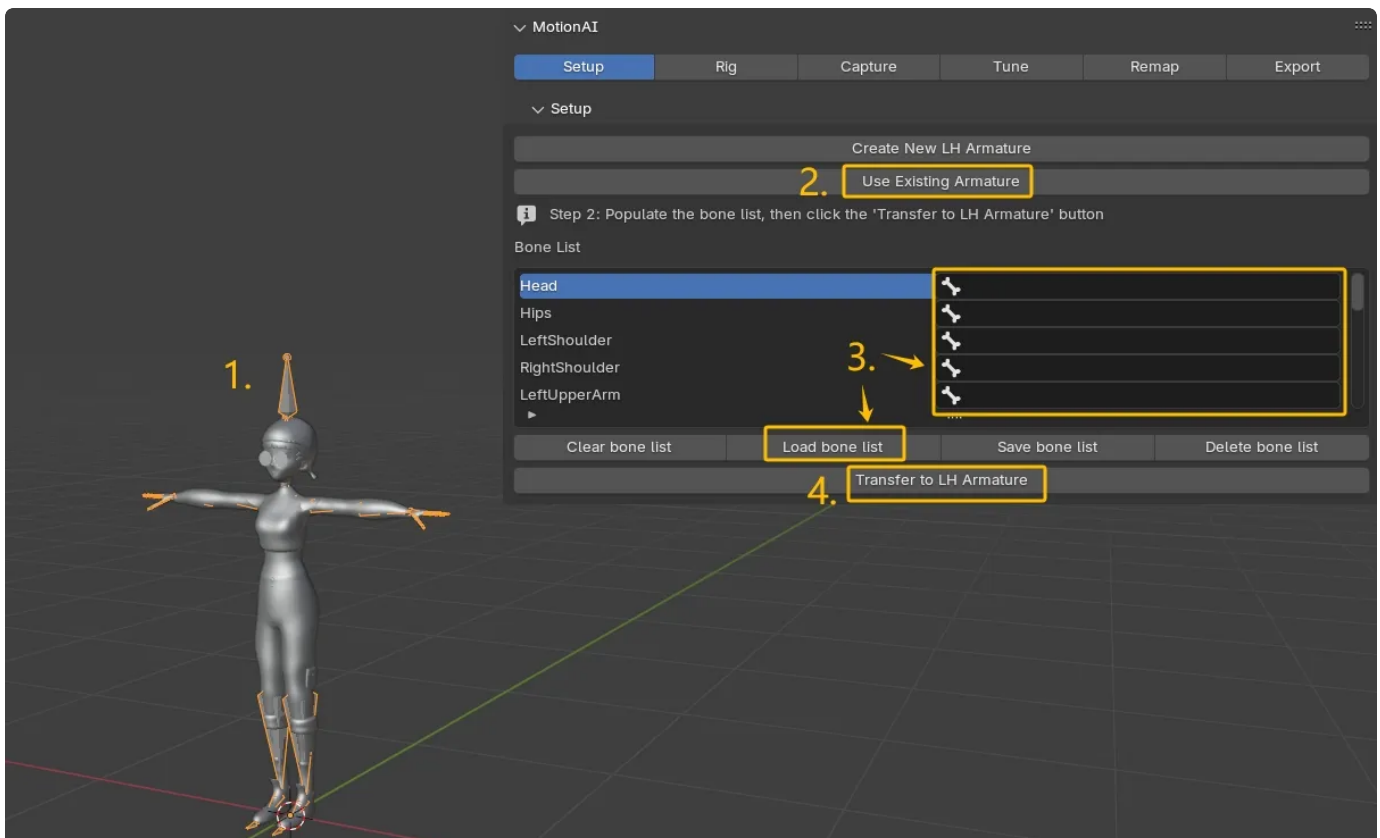 MotionAI
Setup Rig Capture Tune Remap Export
Setup
Create New LH Armature
2. Use Existing Armature
Step 2: Populate the bone list, then click the 'Transfer to LH Armature' button
Bone List
Head
Hips
LeftShoulder
3.
RightShoulder
1.
LeftUpperArm
Clear bone list Load bone list Save bone list Delete bone list
4. Transfer to LH Armature